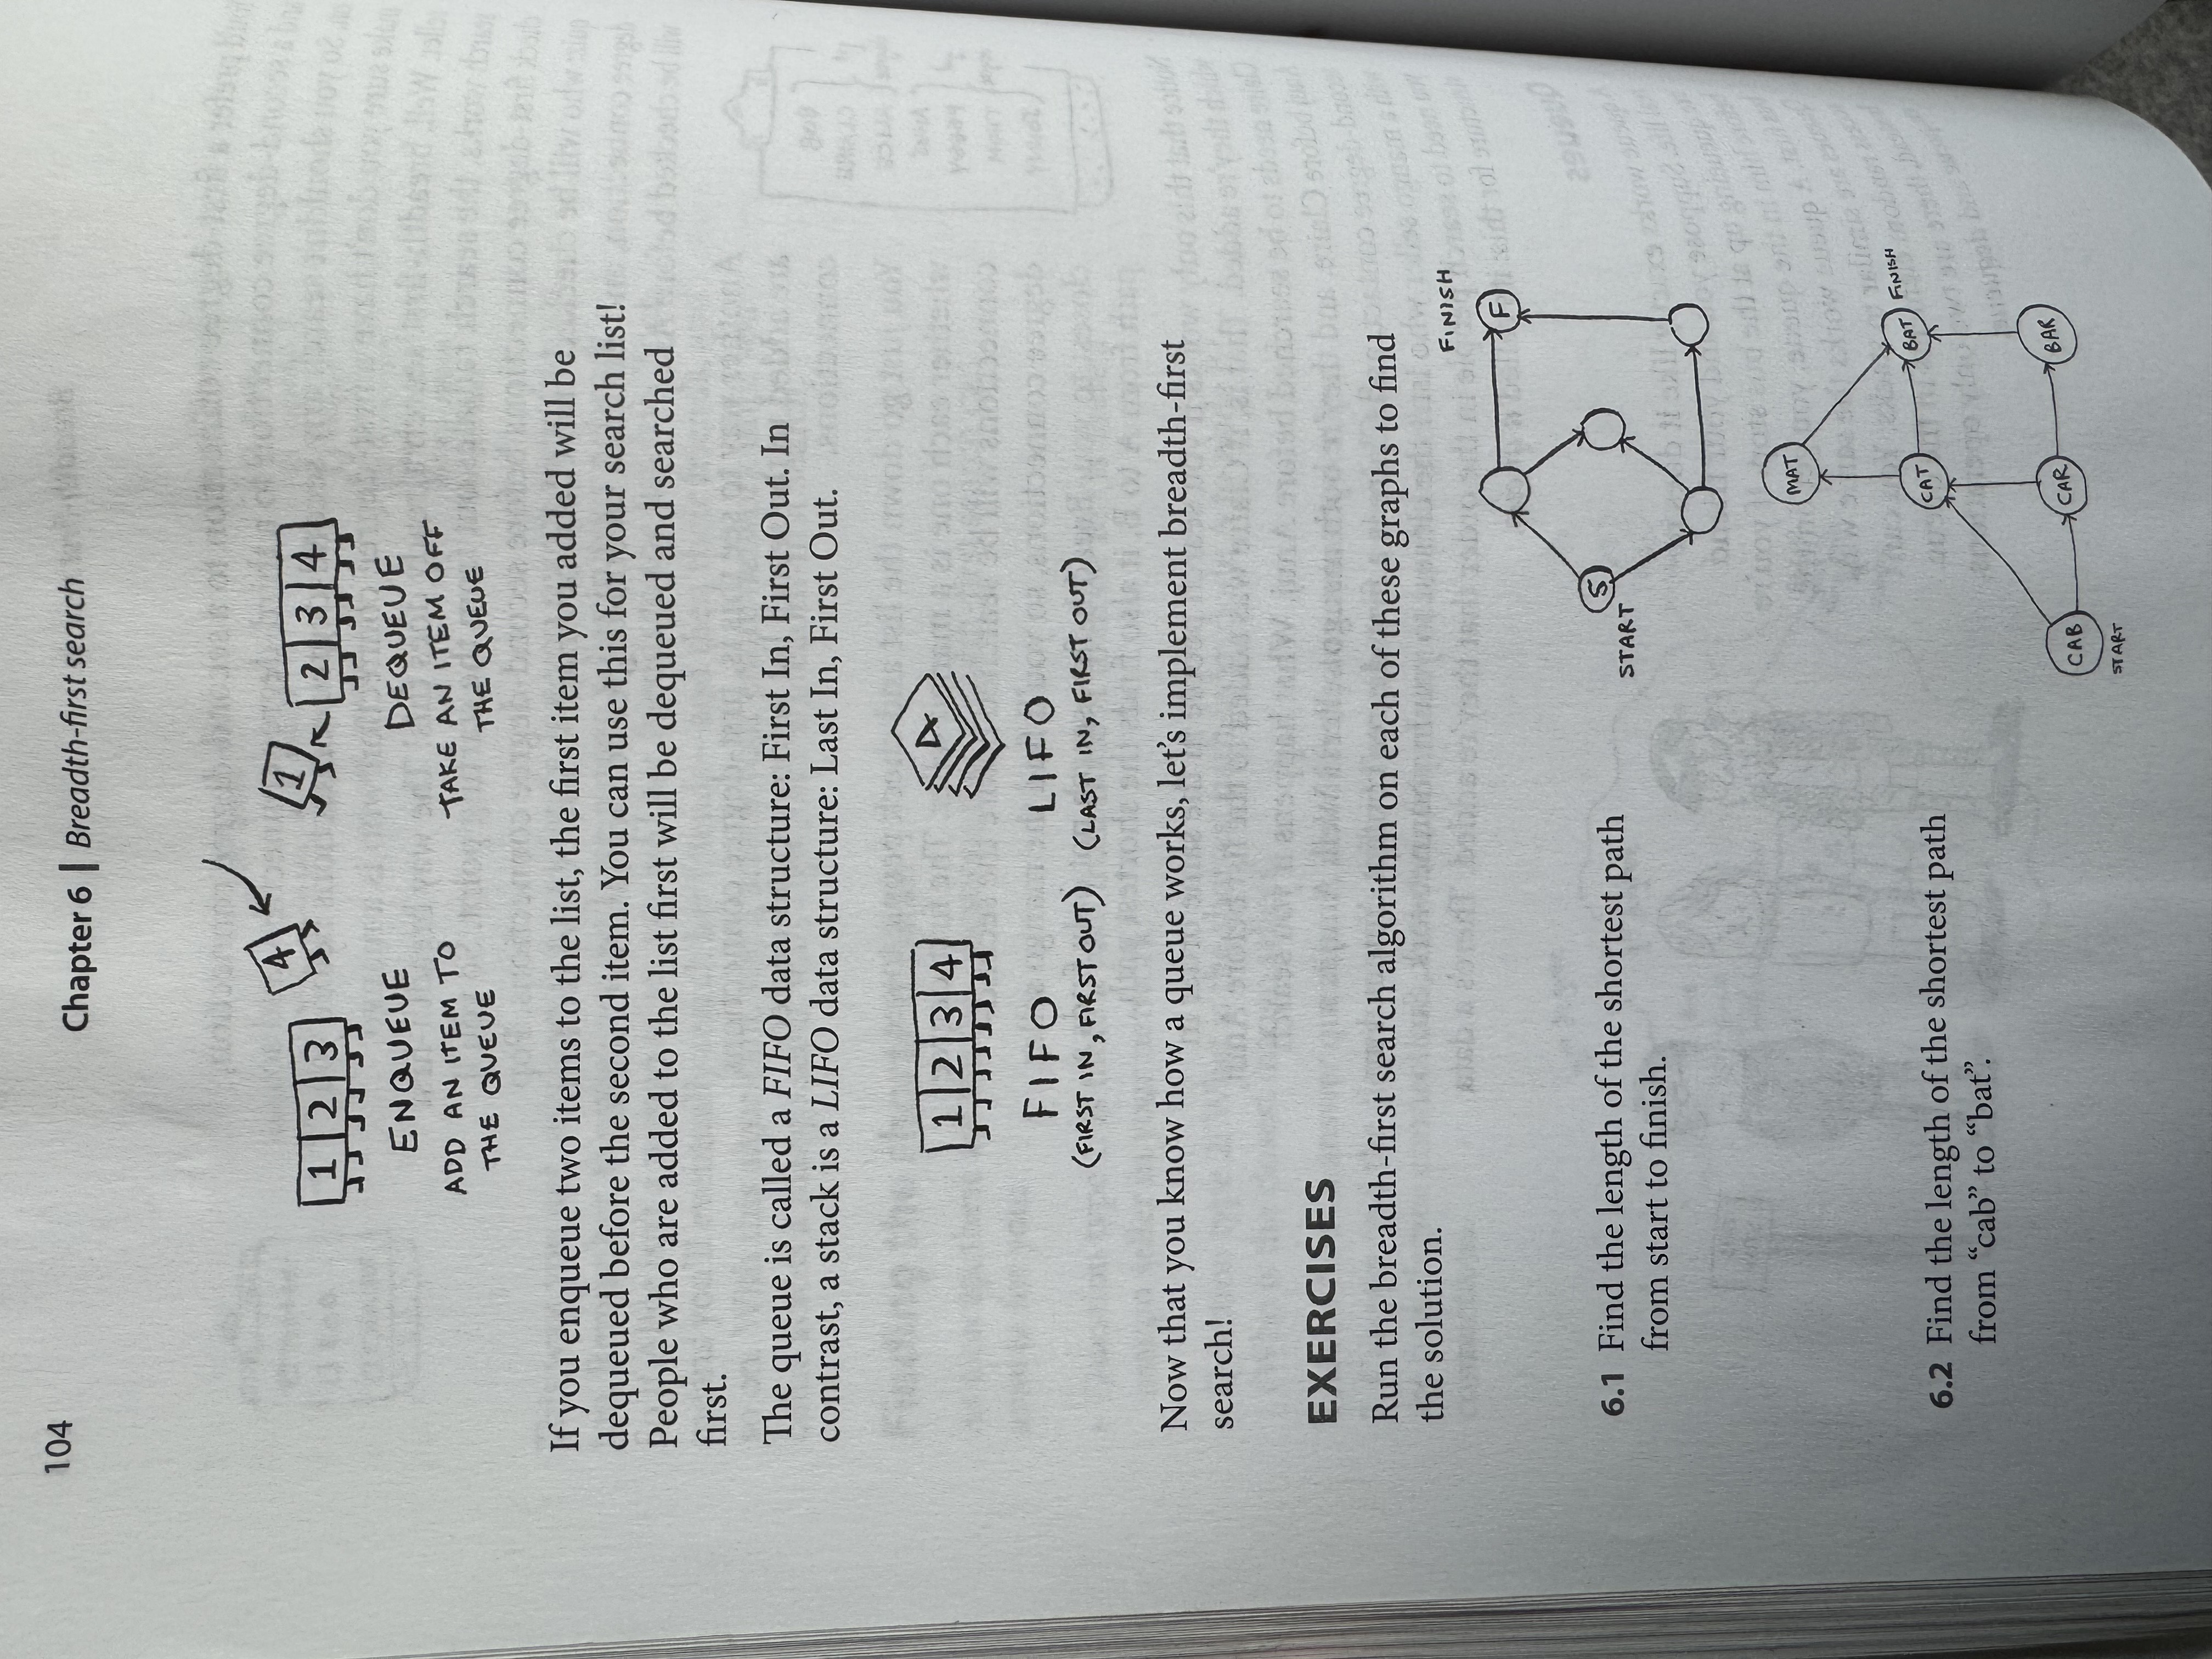 104
Chapter 6 | Breadth-first search
4
1 2 3
1
2 3 4
ENQUEUE
ADD AN ITEM TO
THE QUEUE
DEQUEUE
TAKE AN ITEM OFF
THE QUEUE
If you enqueue two items to the list, the first item you added will be
dequeued before the second item. You can use this for your search list!
People who are added to the list first will be dequeued and searched
first.
The queue is called a FIFO data structure: First In, First Out. In
contrast, a stack is a LIFO data structure: Last In, First Out.
1 2 3 4
4
FIFO
(FIRST IN, FIRST OUT)
LIFO
(LAST IN, FIRST OUT)
Now that you know how a queue works, let’s implement breadth-first
search!
EXERCISES
Run the breadth-first search algorithm on each of these graphs to find
the solution.
6.1 Find the length of the shortest path
from start to finish.
FINISH
F
S
START
6.2 Find the length of the shortest path
from “cab” to “bat”.
MAT
CAT
BAT FINISH
CAB
CAR
BAR
START